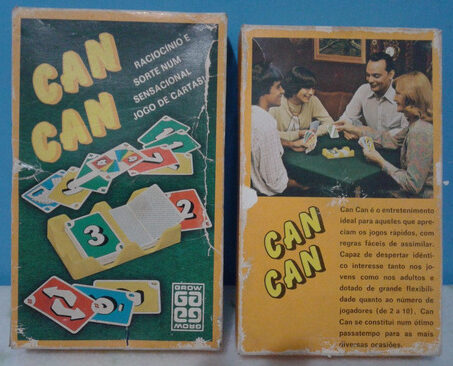 CAN
CAN
RACIOCÍNIO E
SORTE NUM
SENSACIONAL
JOGO DE CARTAS!
3
2
GROW
GROW
CAN
CAN
Can Can é o entretenimento
ideal para aqueles que apre-
ciam os jogos rápidos, com
regras fáceis de assimilar.
Capaz de despertar idênti-
co interesse tanto nos jo-
vens como nos adultos e
dotado de grande flexibili-
dade quanto ao número de
jogadores (de 2 a 10), Can
Can se constitui num ótimo
passatempo para as mais
diversas ocasiões.